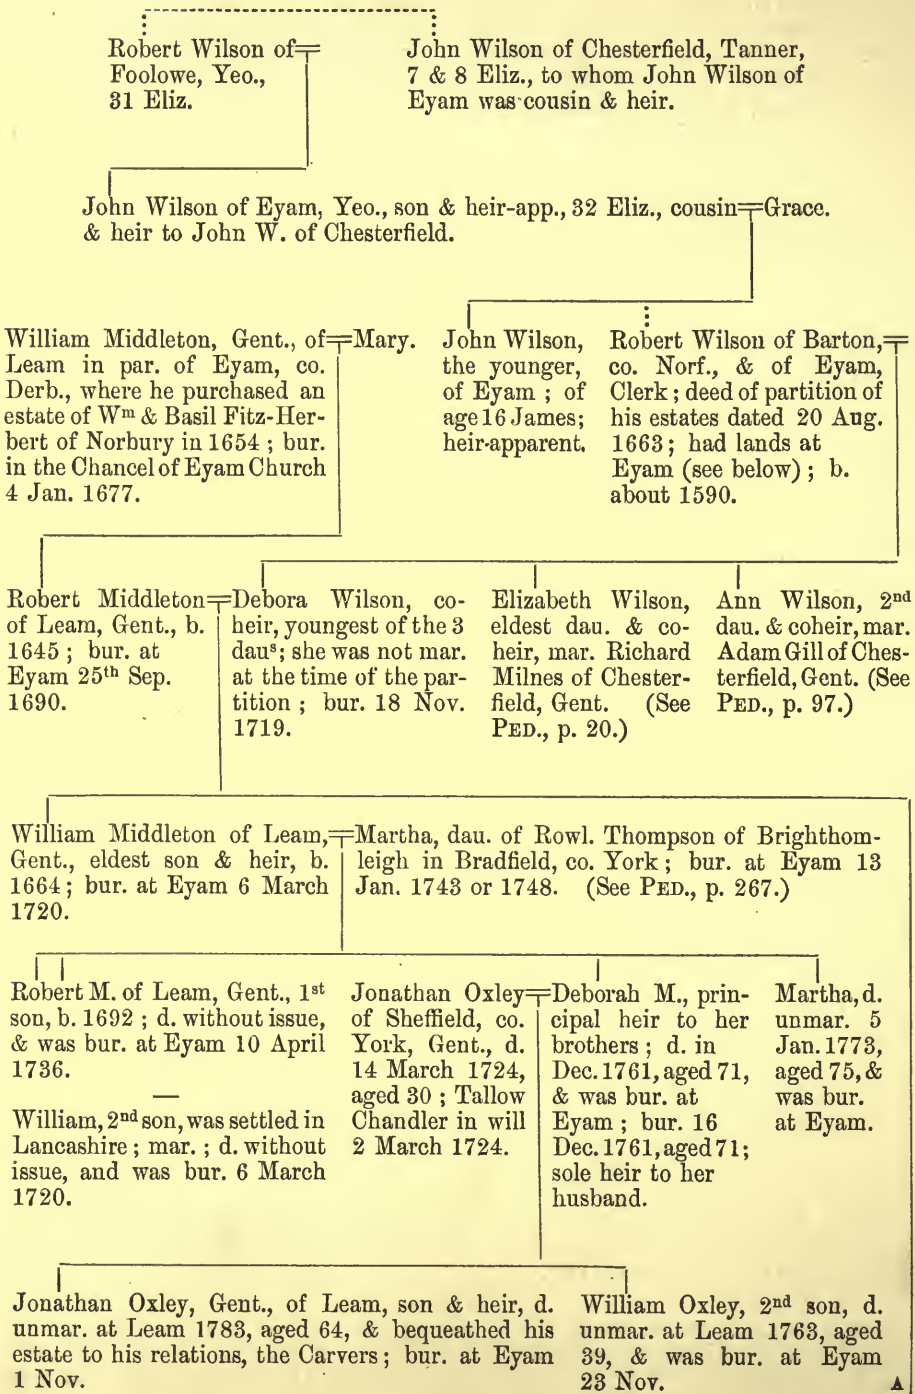 Robert Wilson of
Foolowe, Yeo.,
31 Eliz.
John Wilson of Chesterfield, Tanner,
7 & 8 Eliz., to whom John Wilson of
Eyam was cousin & heir.
John Wilson of Eyam, Yeo., son & heir-app., 32 Eliz., cousin=Grace.
& heir to John W. of Chesterfield.
William Middleton, Gent., of=Mary.
Leam in par. of Eyam, co.
Derb., where he purchased an
estate of Wm & Basil Fitz-Her-
bert of Norbury in 1654 ; bur.
in the Chancel of Eyam Church
4 Jan. 1677.
John Wilson,
the younger,
of Eyam ; of
age 16 James;
heir-apparent.
Robert Wilson of Barton,=
co. Norf., & of Eyam,
Clerk ; deed of partition of
his estates dated 20 Aug.
1663 ; had lands at
Eyam (see below) ; b.
about 1590.
Robert Middleton=
of Leam, Gent., b.
1645 ; bur. at
Eyam 25th Sep.
1690.
Debora Wilson, co-
heir, youngest of the 3
daus; she was not mar.
at the time of the par-
tition ; bur. 18 Nov.
1719.
Elizabeth Wilson,
eldest dau. & co-
heir, mar. Richard
Milnes of Chester-
field, Gent. (See
PED., p. 20.)
Ann Wilson, 2nd
dau. & coheir, mar.
Adam Gill of Ches-
terfield, Gent. (See
PED., p. 97.)
William Middleton of Leam,=
Gent., eldest son & heir, b.
1664 ; bur. at Eyam 6 March
1720.
Martha, dau. of Rowl. Thompson of Brighthom-
leigh in Bradfield, co. York ; bur. at Eyam 13
Jan. 1743 or 1748. (See PED., p. 267.)
Robert M. of Leam, Gent., 1st
son, b. 1692 ; d. without issue,
& was bur. at Eyam 10 April
1736.
—
William, 2nd son, was settled in
Lancashire ; mar. ; d. without
issue, and was bur. 6 March
1720.
Jonathan Oxley=
of Sheffield, co.
York, Gent., d.
14 March 1724,
aged 30 ; Tallow
Chandler in will
2 March 1724.
Deborah M., prin-
cipal heir to her
brothers ; d. in
Dec. 1761, aged 71,
& was bur. at
Eyam ; bur. 16
Dec. 1761, aged 71;
sole heir to her
husband.
Martha, d.
unmar. 5
Jan. 1773,
aged 75, &
was bur.
at Eyam.
Jonathan Oxley, Gent., of Leam, son & heir, d.
unmar. at Leam 1783, aged 64, & bequeathed his
estate to his relations, the Carvers ; bur. at Eyam
1 Nov.
William Oxley, 2nd son, d.
unmar. at Leam 1763, aged
39, & was bur. at Eyam
23 Nov.
A